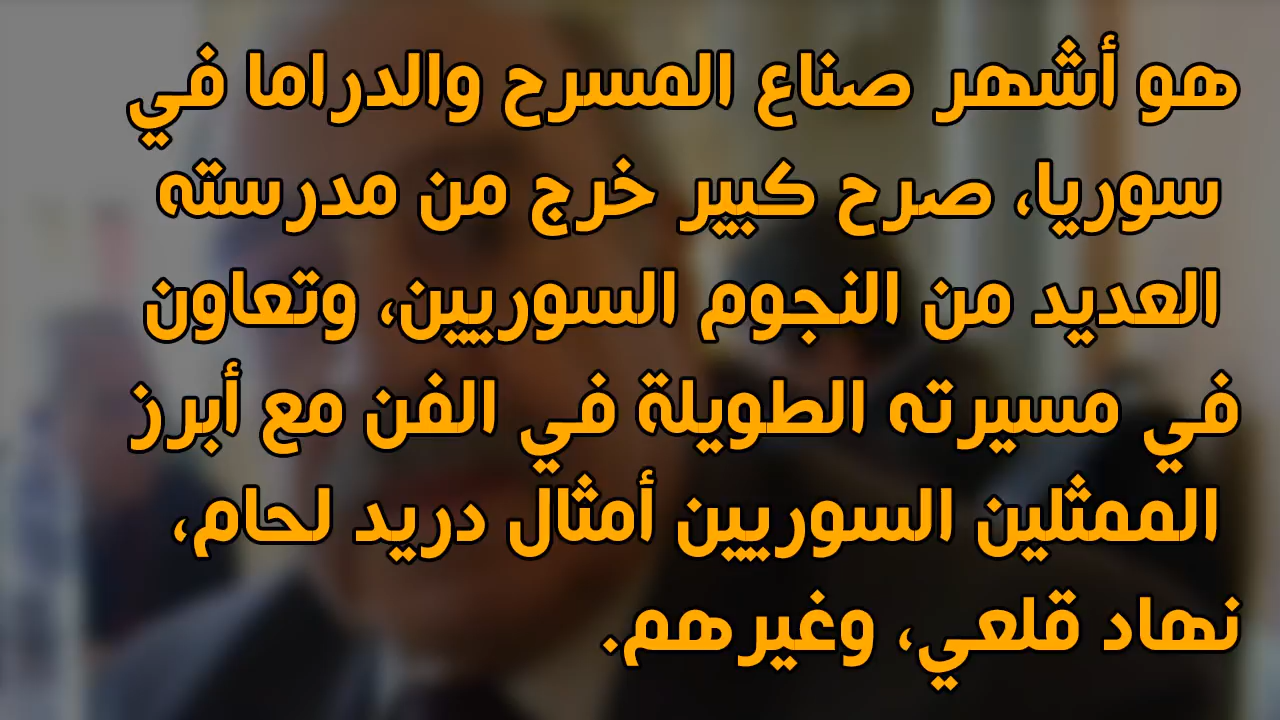 هو أشهر صناع المسرح والدراما في
سوريا، صرح كبير خرج من مدرسته
العديد من النجوم السوريين، وتعاون
في مسيرته الطويلة في الفن مع أبرز
الممثلين السوريين أمثال دريد لحام،
نهاد قلعي، وغيرهم.